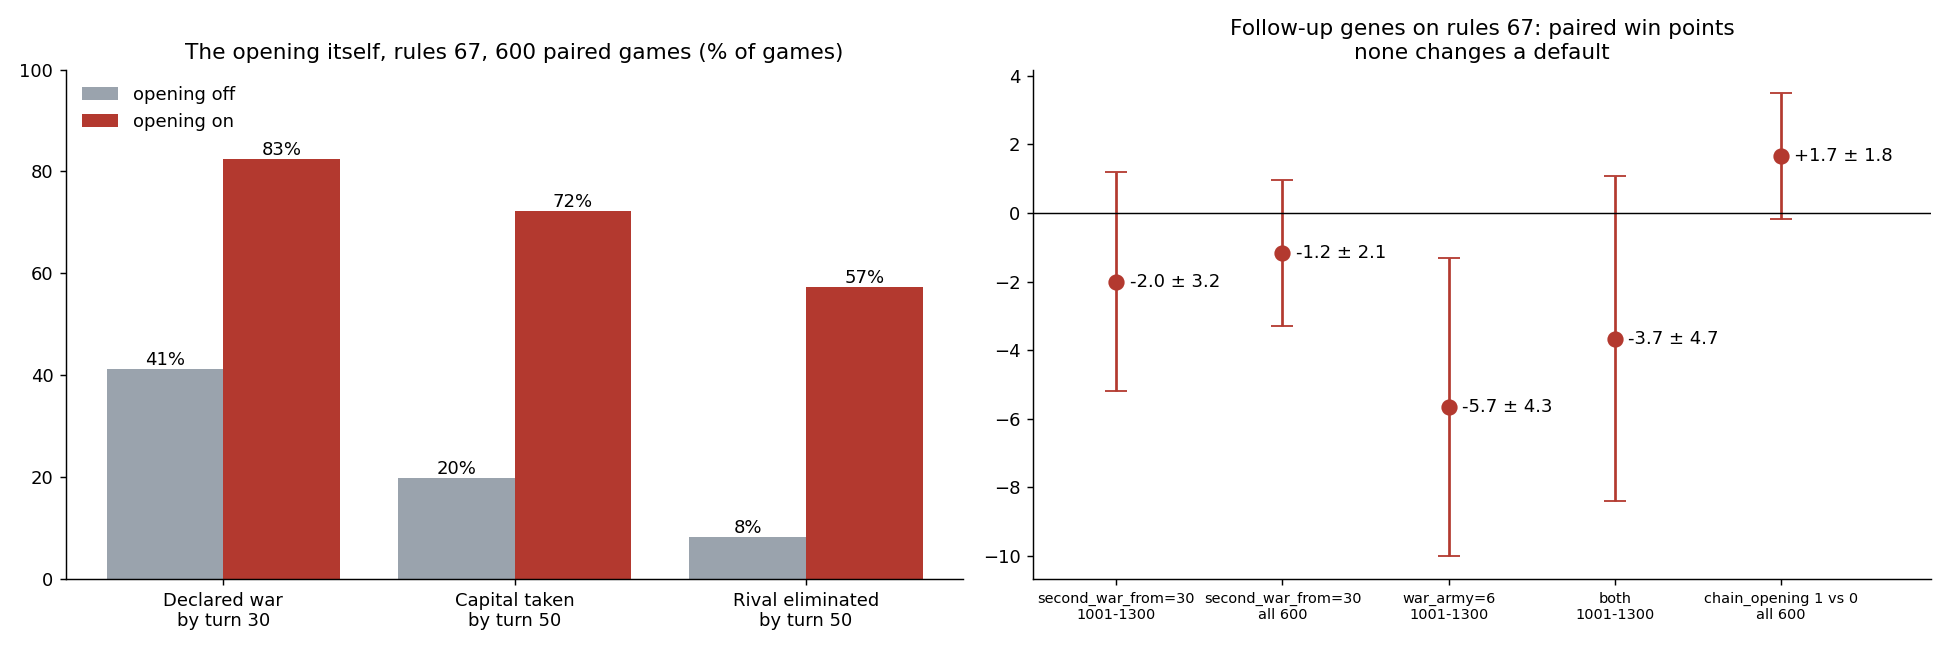 The opening itself, rules 67, 600 paired games (% of games)
100
80
60
40
20
0
opening off
opening on
41%
83%
20%
72%
8%
57%
Declared war
by turn 30
Capital taken
by turn 50
Rival eliminated
by turn 50
Follow-up genes on rules 67: paired win points
none changes a default
4
2
0
−2
−4
−6
−8
−10
-2.0 ± 3.2
-1.2 ± 2.1
-5.7 ± 4.3
-3.7 ± 4.7
+1.7 ± 1.8
second_war_from=30
1001-1300
second_war_from=30
all 600
war_army=6
1001-1300
both
1001-1300
chain_opening 1 vs 0
all 600